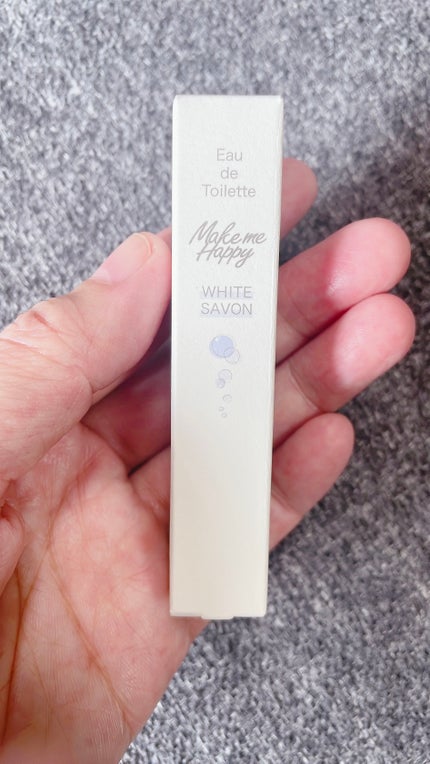 Eau
de
Toilette
Make me
Happy
WHITE
SAVON